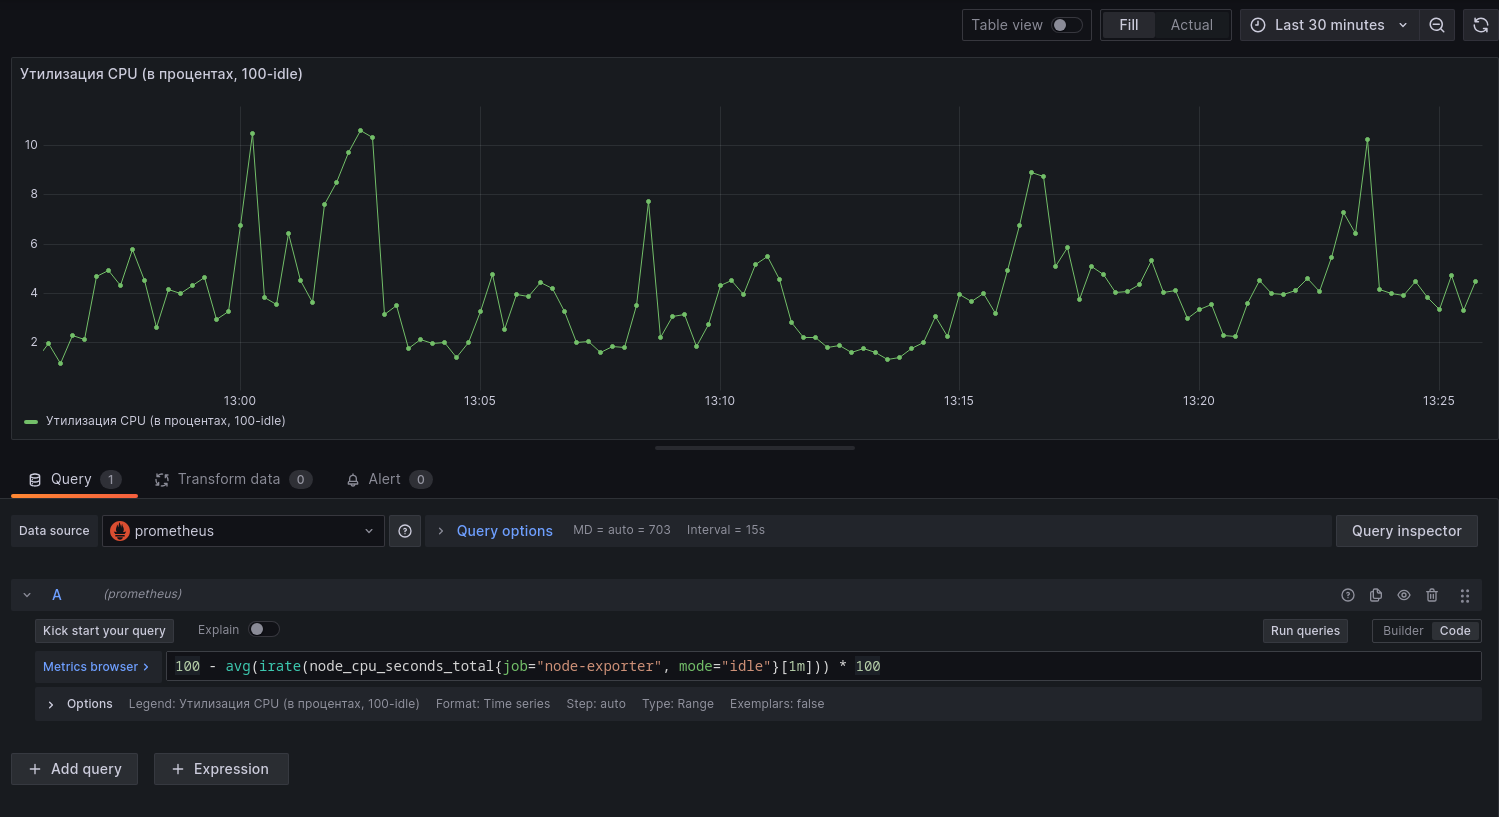 Table view Fill Actual Last 30 minutes
Утилизация CPU (в процентах, 100-idle)
10
8
6
4
2
13:00 13:05 13:10 13:15 13:20 13:25
Утилизация CPU (в процентах, 100-idle)
Query 1 Transform data 0 Alert 0
Data source prometheus Query options MD = auto = 703 Interval = 15s Query inspector
A (prometheus)
Kick start your query Explain Run queries Builder Code
Metrics browser > 100 - avg(irate(node_cpu_seconds_total{job="node-exporter", mode="idle"}[1m])) * 100
Options Legend: Утилизация CPU (в процентах, 100-idle) Format: Time series Step: auto Type: Range Exemplars: false
+ Add query + Expression